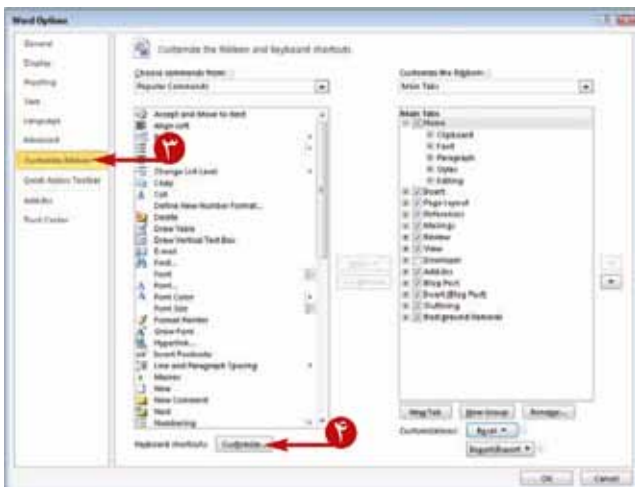 Word Options
General
Display
Proofing
Save
Language
Advanced
Customize Ribbon
Quick Access Toolbar
Add-Ins
Trust Center
۳
Customize the Ribbon and keyboard shortcuts.
Choose commands from:
Popular Commands
Accept and Move to Next
Align Left
Change List Level
Copy
Cut
Define New Number Format...
Delete
Draw Table
Draw Vertical Text Box
E-mail
Find...
Font
Font...
Font Color
Font Size
Format Painter
Grow Font
Hyperlink...
Insert Footnote
Line and Paragraph Spacing
Macros
New
New Comment
Next
Numbering
Keyboard shortcuts:
Customize...
۴
Customize the Ribbon:
Main Tabs
Main Tabs
Home
Clipboard
Font
Paragraph
Styles
Editing
Insert
Page Layout
References
Mailings
Review
View
Developer
Add-Ins
Blog Post
Insert (Blog Post)
Outlining
Background Removal
New Tab
New Group
Rename...
Customizations:
Reset
Import/Export
OK
Cancel